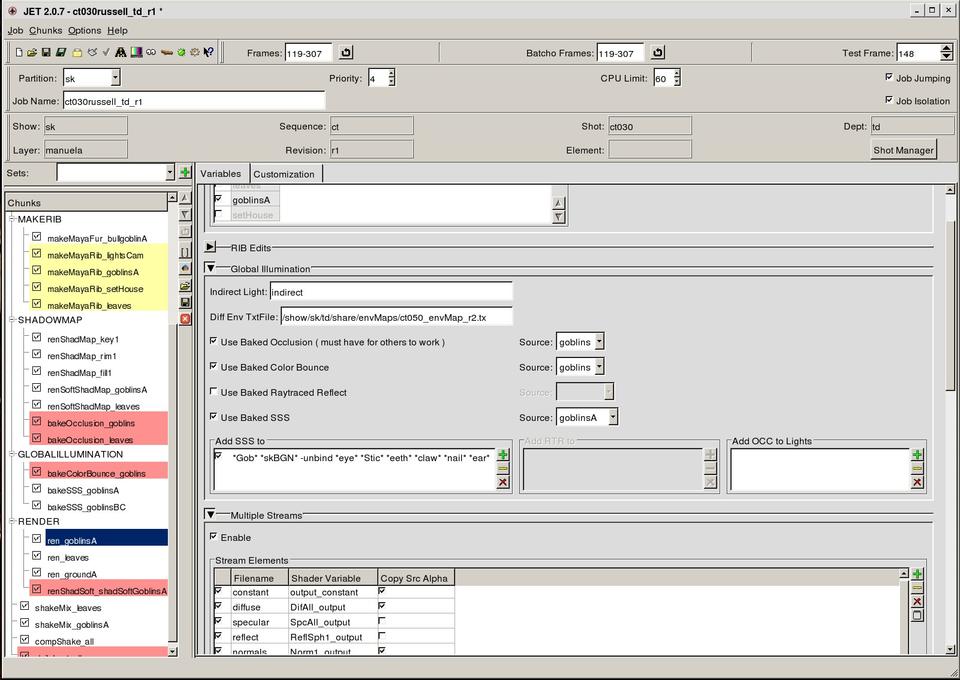 JET 2.0.7 - ct030russell_td_r1 *
Job Chunks Options Help
Frames: 119-307 Batcho Frames: 119-307 Test Frame: 148
Partition: sk Priority: 4 CPU Limit: 60 Job Jumping
Job Name: ct030russell_td_r1 Job Isolation
Show: sk Sequence: ct Shot: ct030 Dept: td
Layer: manuela Revision: r1 Element: Shot Manager
Sets:
Variables Customization
Chunks
MAKERIB
makeMayaFur_bullgoblinA
makeMayaRib_lightsCam
makeMayaRib_goblinsA
makeMayaRib_setHouse
makeMayaRib_leaves
SHADOWMAP
renShadMap_key1
renShadMap_rim1
renShadMap_fill1
renSoftShadMap_goblinsA
renSoftShadMap_leaves
bakeOcclusion_goblins
bakeOcclusion_leaves
GLOBALILLUMINATION
bakeColorBounce_goblins
bakeSSS_goblinsA
bakeSSS_goblinsBC
RENDER
ren_goblinsA
ren_leaves
ren_groundA
renShadSoft_shadSoftGoblinsA
shakeMix_leaves
shakeMix_goblinsA
compShake_all
leaves
goblinsA
setHouse
RIB Edits
Global Illumination
Indirect Light: indirect
Diff Env TxtFile: /show/sk/td/share/envMaps/ct050_envMap_r2.tx
Use Baked Occlusion ( must have for others to work ) Source: goblins
Use Baked Color Bounce Source: goblins
Use Baked Raytraced Reflect Source:
Use Baked SSS Source: goblinsA
Add SSS to Add RTR to Add OCC to Lights
*Gob* *skBGN* -unbind *eye* *Stic* *eeth* *claw* *nail* *ear*
Multiple Streams
Enable
Stream Elements
Filename Shader Variable Copy Src Alpha
constant output_constant
diffuse DifAll_output
specular SpcAll_output
reflect ReflSph1_output
normals Norm1_output